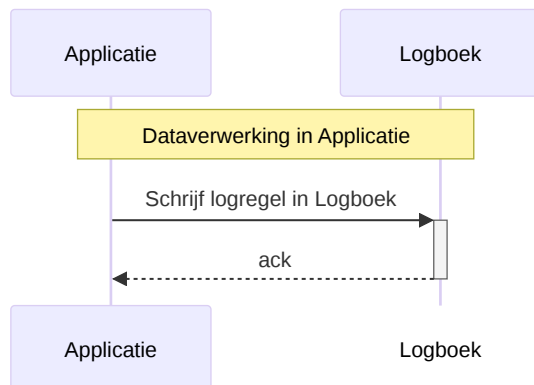 Applicatie
Logboek
Dataverwerking in Applicatie
Schrijf logregel in Logboek
ack
Applicatie
Logboek